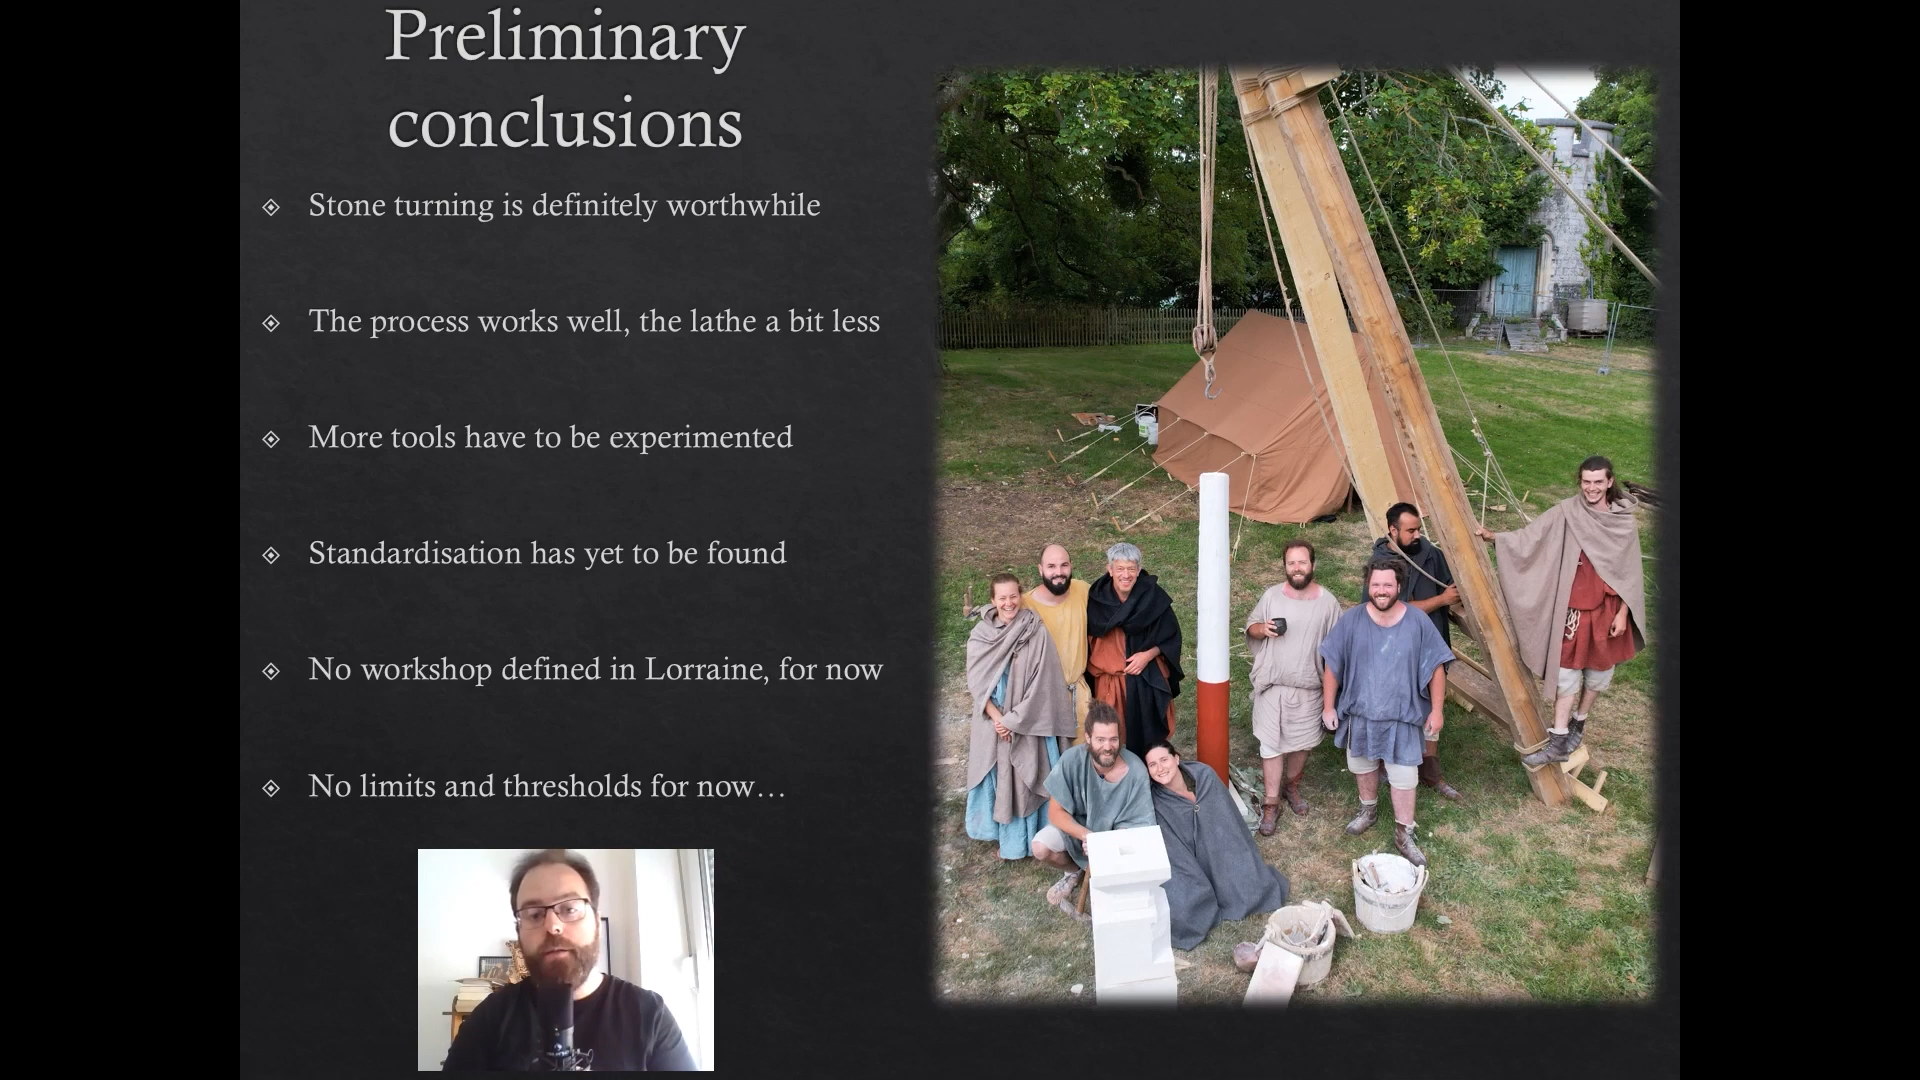 Preliminary
conclusions
Stone turning is definitely worthwhile
The process works well, the lathe a bit less
More tools have to be experimented
Standardisation has yet to be found
No workshop defined in Lorraine, for now
No limits and thresholds for now…